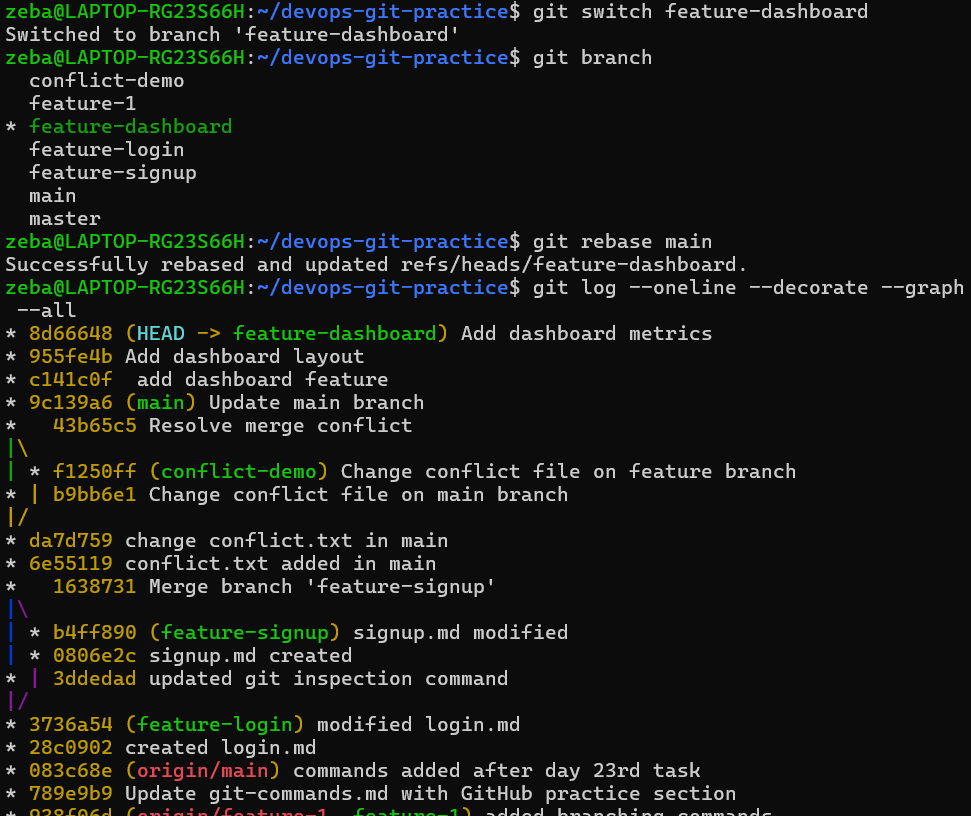 zeba@LAPTOP-RG23S66H:~/devops-git-practice$ git switch feature-dashboard
Switched to branch 'feature-dashboard'
zeba@LAPTOP-RG23S66H:~/devops-git-practice$ git branch
  conflict-demo
  feature-1
* feature-dashboard
  feature-login
  feature-signup
  main
  master
zeba@LAPTOP-RG23S66H:~/devops-git-practice$ git rebase main
Successfully rebased and updated refs/heads/feature-dashboard.
zeba@LAPTOP-RG23S66H:~/devops-git-practice$ git log --oneline --decorate --graph
 --all
* 8d66648 (HEAD -> feature-dashboard) Add dashboard metrics
* 955fe4b Add dashboard layout
* c141c0f  add dashboard feature
* 9c139a6 (main) Update main branch
*   43b65c5 Resolve merge conflict
|\
| * f1250ff (conflict-demo) Change conflict file on feature branch
* | b9bb6e1 Change conflict file on main branch
|/
* da7d759 change conflict.txt in main
* 6e55119 conflict.txt added in main
*   1638731 Merge branch 'feature-signup'
|\
| * b4ff890 (feature-signup) signup.md modified
| * 0806e2c signup.md created
* | 3ddedad updated git inspection command
|/
* 3736a54 (feature-login) modified login.md
* 28c0902 created login.md
* 083c68e (origin/main) commands added after day 23rd task
* 789e9b9 Update git-commands.md with GitHub practice section
* 938f06d (origin/feature-1, feature-1) added branching commands